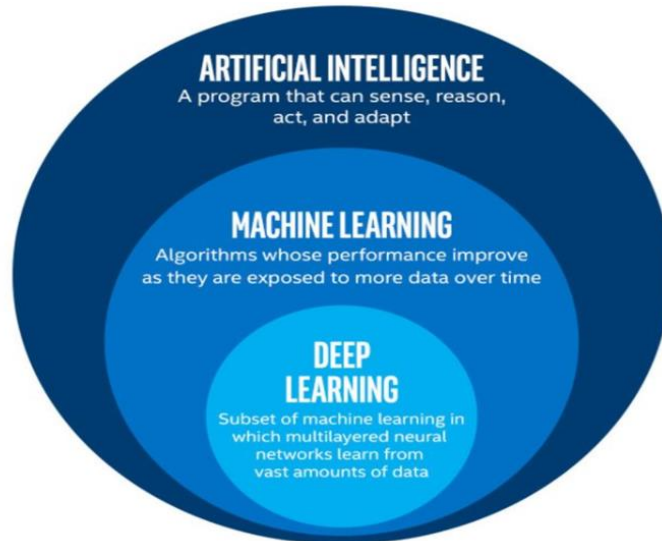 ARTIFICIAL INTELLIGENCE
A program that can sense, reason,
act, and adapt
MACHINE LEARNING
Algorithms whose performance improve
as they are exposed to more data over time
DEEP
LEARNING
Subset of machine learning in
which multilayered neural
networks learn from
vast amounts of data